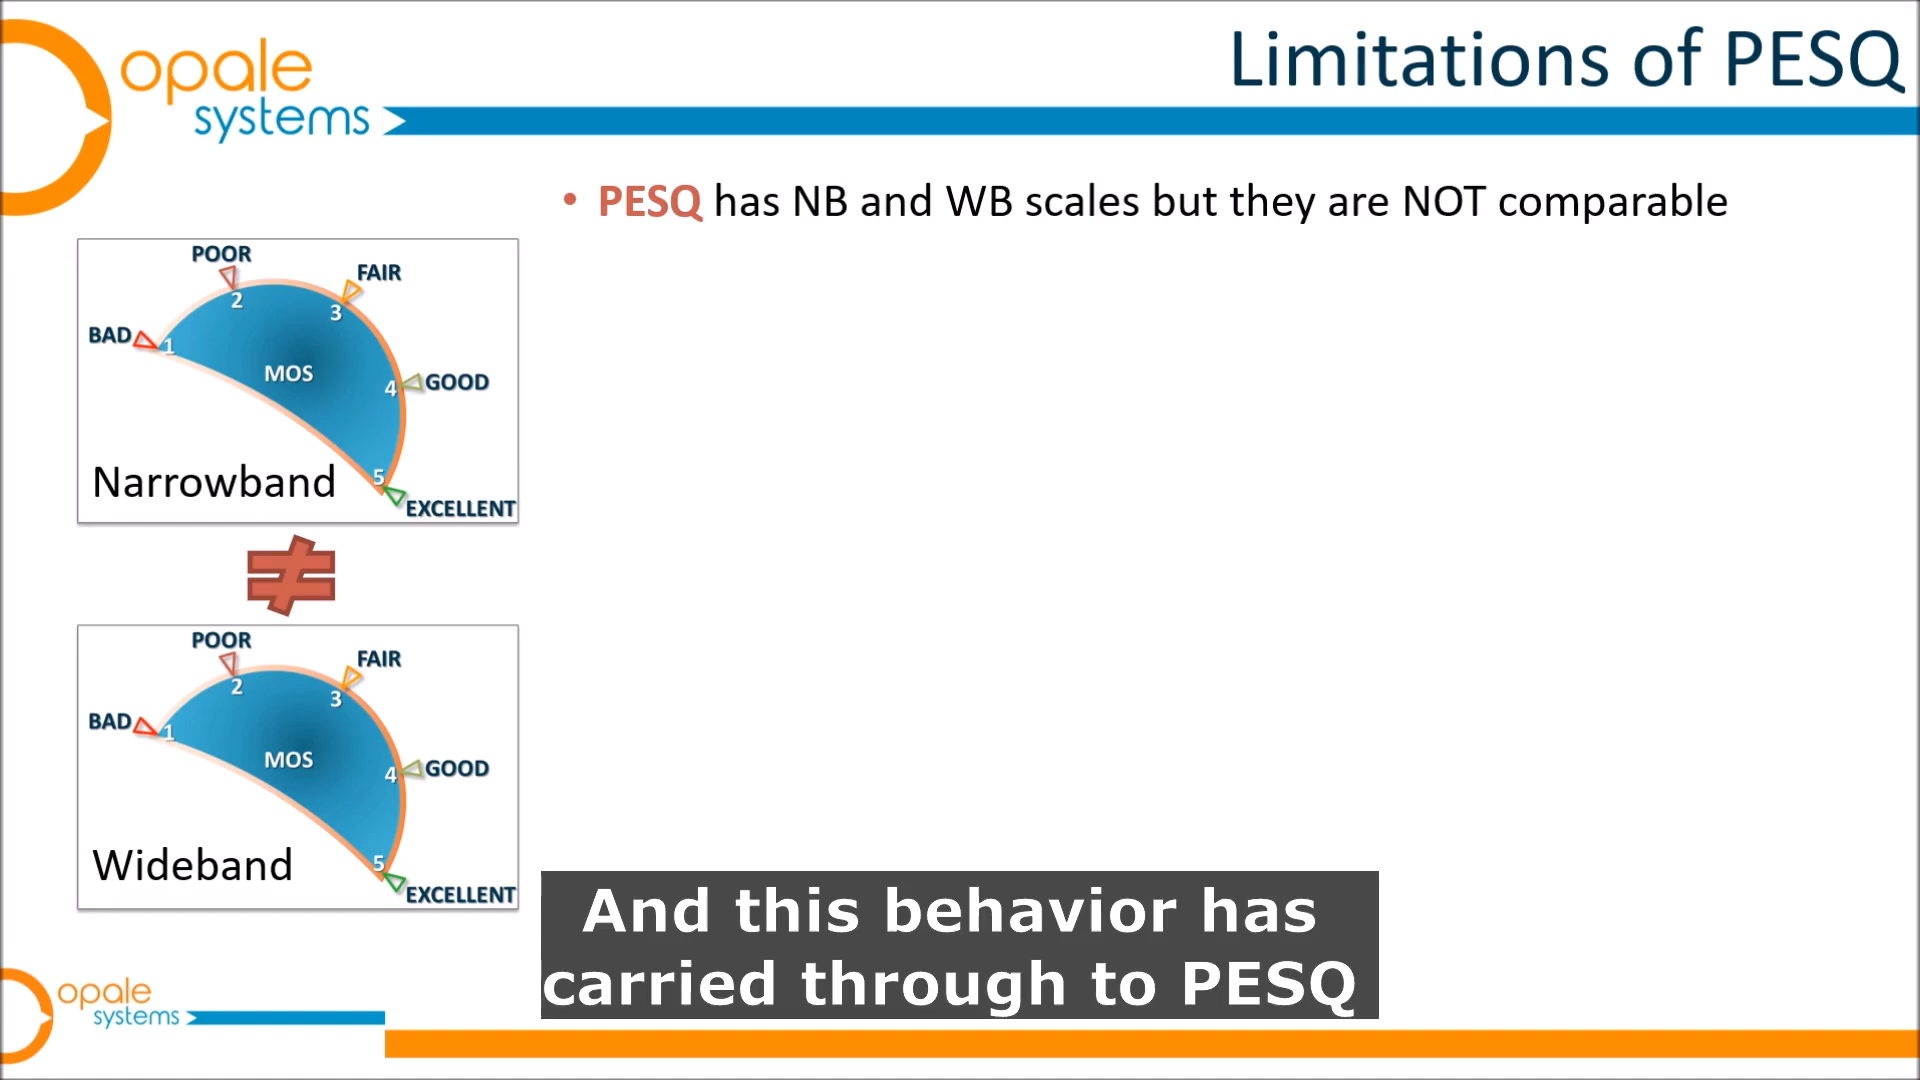 opale
systems
Limitations of PESQ
• PESQ has NB and WB scales but they are NOT comparable
POOR
FAIR
2
3
BAD
1
MOS
4
GOOD
5
Narrowband
EXCELLENT
≠
POOR
FAIR
2
3
BAD
1
MOS
4
GOOD
5
Wideband
EXCELLENT
And this behavior has
carried through to PESQ
opale
systems